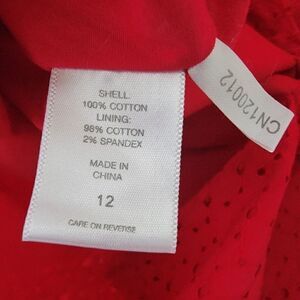 SHELL:
100% COTTON
LINING:
98% COTTON
2% SPANDEX
MADE IN
CHINA
12
CARE ON REVERSE
CN120012